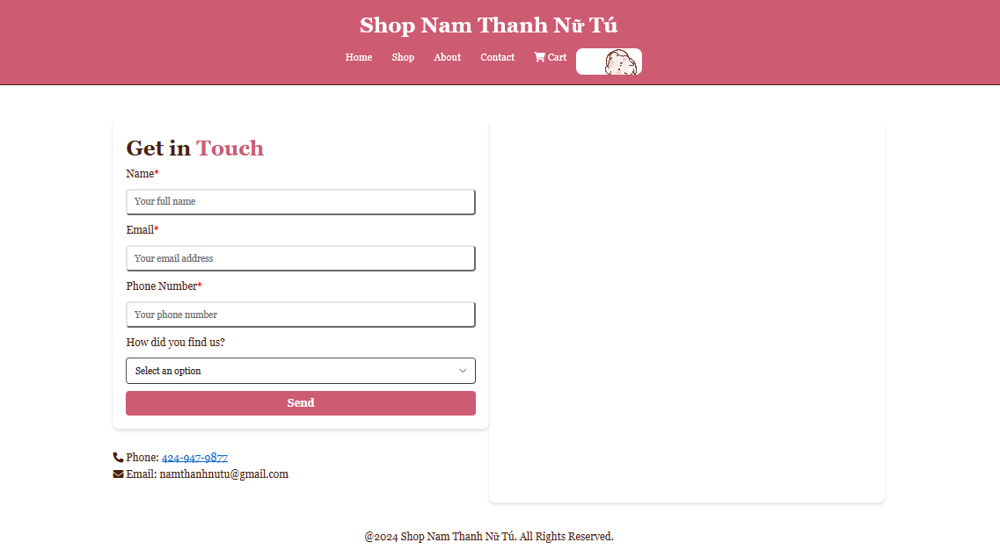 Shop Nam Thanh Nữ Tú
Home Shop About Contact Cart
Get in Touch
Name*
Your full name
Email*
Your email address
Phone Number*
Your phone number
How did you find us?
Select an option
Send
Phone: 424-947-9877
Email: namthanhnutu@gmail.com
@2024 Shop Nam Thanh Nữ Tú. All Rights Reserved.